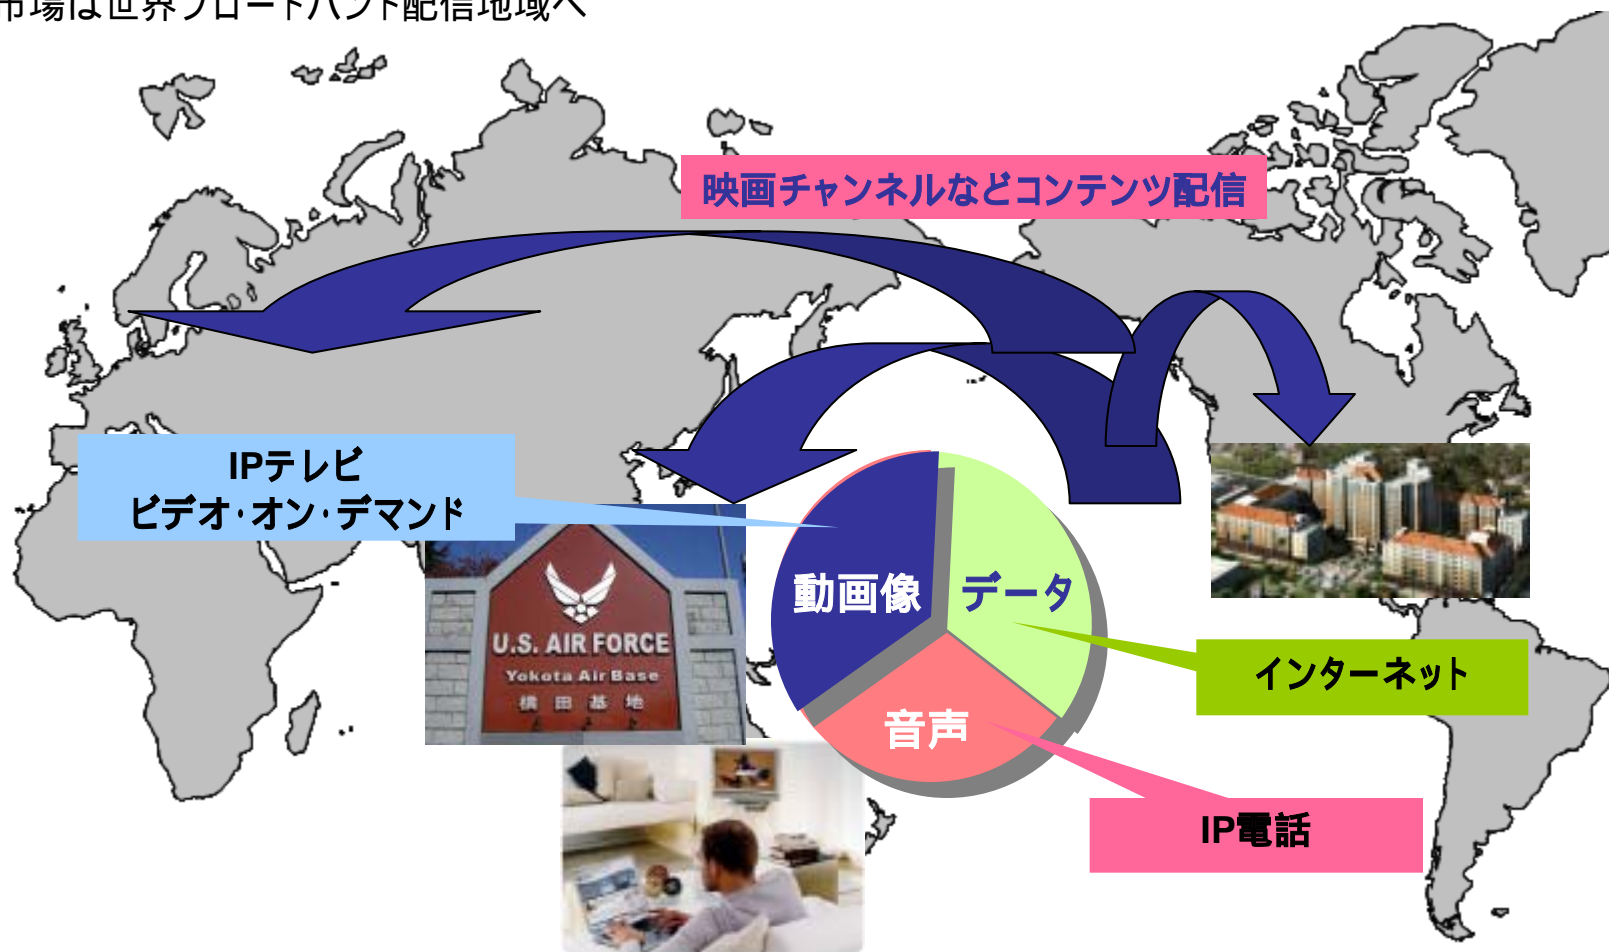 市場は世界ブロードバンド配信地域へ
映画チャンネルなどコンテンツ配信
IPテレビ
ビデオ・オン・デマンド
動画像
データ
U.S. AIR FORCE
Yokota Air Base
横田基地
インターネット
音声
IP電話